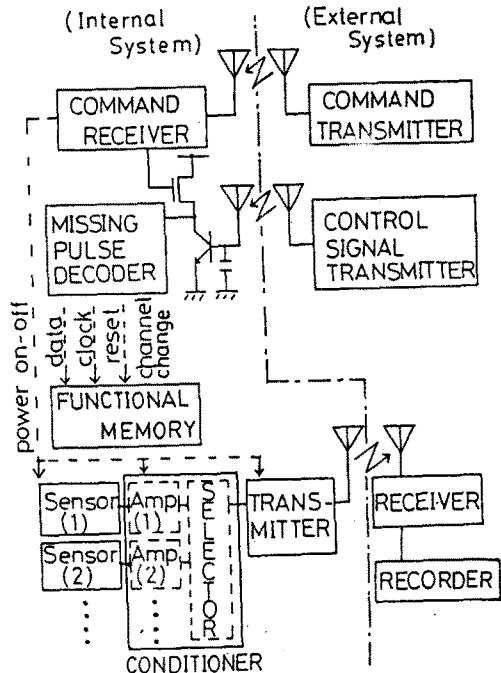 (Internal System)
(External System)
COMMAND
RECEIVER
COMMAND
TRANSMITTER
MISSING
PULSE
DECODER
CONTROL
SIGNAL
TRANSMITTER
power on-off
data
clock
reset
channel
change
FUNCTIONAL
MEMORY
Sensor
(1)
Amp
(1)
SELECTOR
TRANS-
MITTER
RECEIVER
Sensor
(2)
Amp
(2)
RECORDER
CONDITIONER